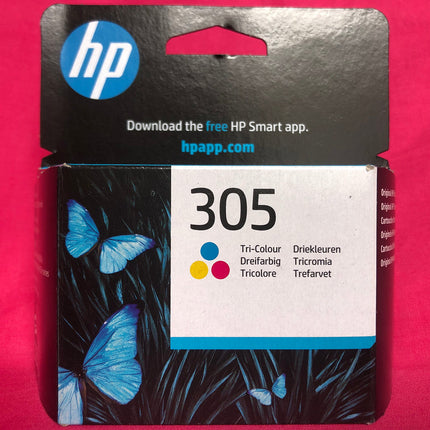 hp
Download the free HP Smart app.
hpapp.com
305
Tri-Colour Driekleuren
Dreifarbig Tricromia
Tricolore Trefarvet